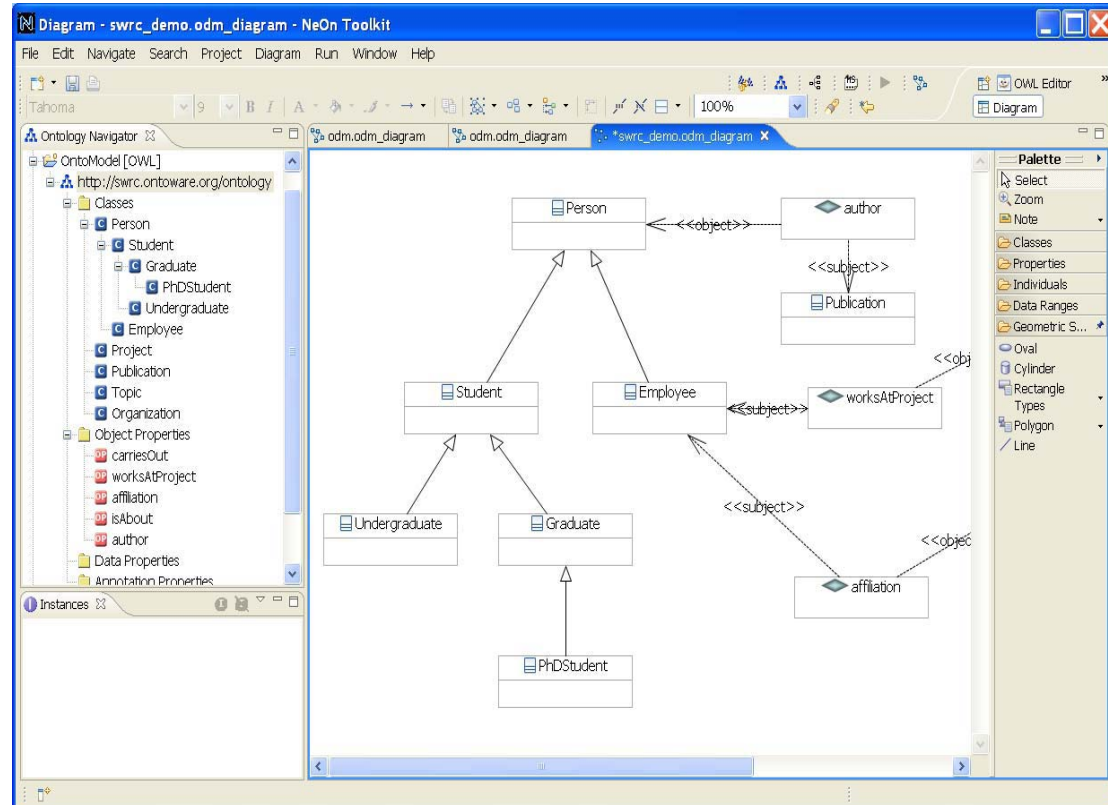 Diagram - swrc_demo.odm_diagram - NeOn Toolkit
File Edit Navigate Search Project Diagram Run Window Help
OWL Editor
Tahoma 9 B I A 100% Diagram
Ontology Navigator
OntoModel [OWL]
http://swrc.ontoware.org/ontology
Classes
Person
Student
Graduate
PhDStudent
Undergraduate
Employee
Project
Publication
Topic
Organization
Object Properties
carriesOut
worksAtProject
affiliation
isAbout
author
Data Properties
Annotation Properties
Instances
odm.odm_diagram odm.odm_diagram *swrc_demo.odm_diagram
Person
<<object>>
author
<<subject>>
Publication
<<obj
Student
Employee
<<subject>>
worksAtProject
<<subject>>
Undergraduate
Graduate
<<objec
affiliation
PhDStudent
Palette
Select
Zoom
Note
Classes
Properties
Individuals
Data Ranges
Geometric S...
Oval
Cylinder
Rectangle
Types
Polygon
Line